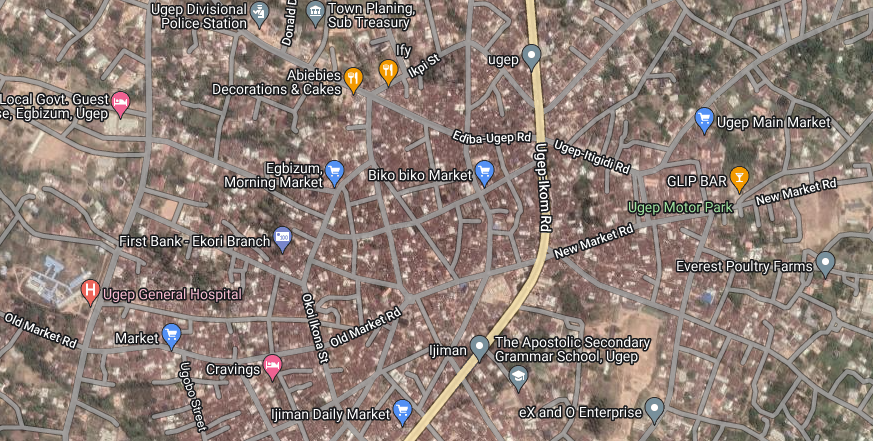 Ugep Divisional
Police Station
Donald D
Town Planing,
Sub Treasury
Ify
Ikpi St
ugep
Abiebies
Decorations & Cakes
Local Govt. Guest
se, Egbizum, Ugep
Ediba-Ugep Rd
Ugep-Itigidi Rd
Ugep Main Market
Egbizum,
Morning Market
Biko biko Market
Ugep-Ikom Rd
GLIP BAR
New Market Rd
Ugep Motor Park
First Bank - Ekori Branch
New Market Rd
Everest Poultry Farms
Ugep General Hospital
Old Market Rd
Okoi Ikona St
Old Market Rd
Market
Ijiman
The Apostolic Secondary
Grammar School, Ugep
Cravings
Ugobo Street
Ijiman Daily Market
eX and O Enterprise